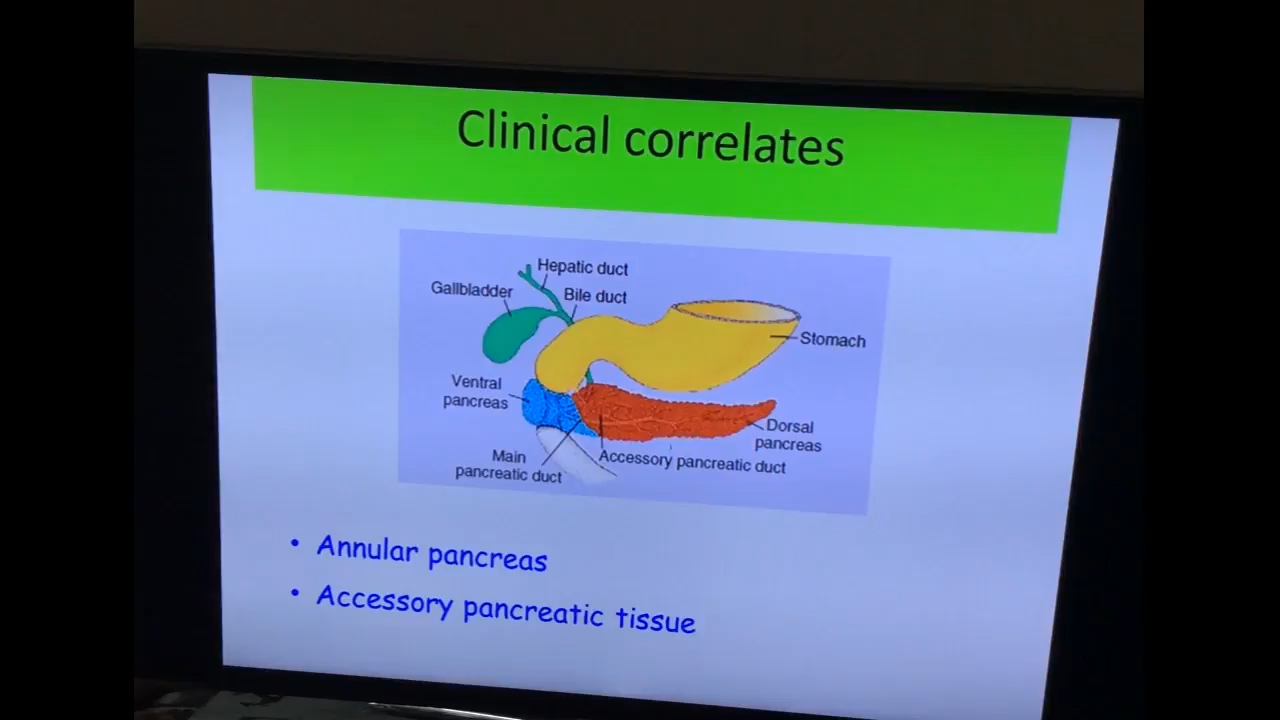 Clinical correlates
Hepatic duct
Gallbladder
Bile duct
Stomach
Ventral
pancreas
Dorsal
pancreas
Main
pancreatic duct
Accessory pancreatic duct
• Annular pancreas
• Accessory pancreatic tissue